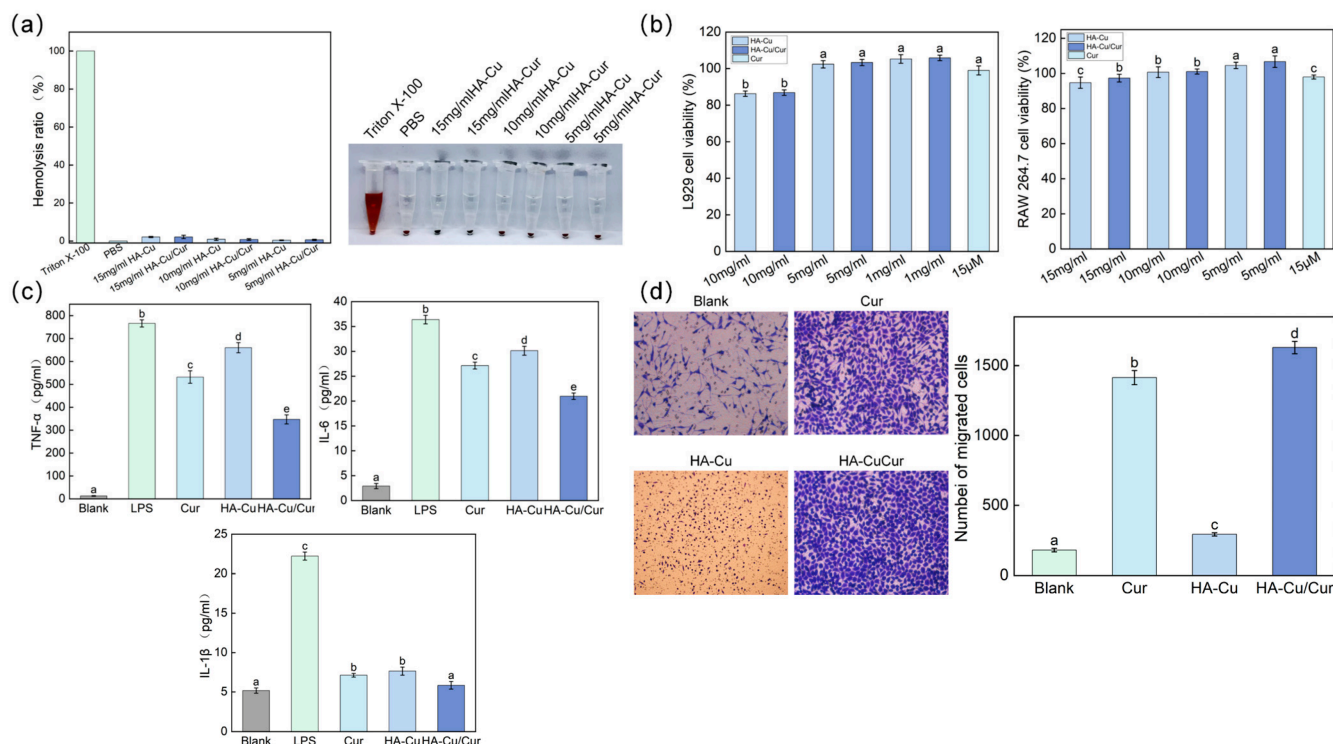 (a)
Hemolysis ratio (%)
100
80
60
40
20
0
Triton X-100
PBS
15mg/ml HA-Cu
15mg/ml HA-Cu/Cur
10mg/ml HA-Cu
10mg/ml HA-Cu/Cur
5mg/ml HA-Cu
5mg/ml HA-Cu/Cur
Triton X-100
PBS
15mg/mlHA-Cu
15mg/mlHA-Cur
10mg/mlHA-Cu
10mg/mlHA-Cur
5mg/mlHA-Cu
5mg/mlHA-Cur
(b)
L929 cell viability (%)
120
100
80
60
40
20
0
HA-Cu
HA-Cu/Cur
Cur
b
b
a
a
a
a
a
10mg/ml
10mg/ml
5mg/ml
5mg/ml
1mg/ml
1mg/ml
15μM
RAW 264.7 cell viability (%)
120
100
80
60
40
20
0
HA-Cu
HA-Cu/Cur
Cur
c
b
b
b
a
a
c
15mg/ml
15mg/ml
10mg/ml
10mg/ml
5mg/ml
5mg/ml
15μM
(c)
TNF-α (pg/ml)
800
700
600
500
400
300
200
100
0
a
b
c
d
e
Blank
LPS
Cur
HA-Cu
HA-Cu/Cur
IL-6 (pg/ml)
40
35
30
25
20
15
10
5
0
a
b
c
d
e
Blank
LPS
Cur
HA-Cu
HA-Cu/Cur
IL-1β (pg/ml)
25
20
15
10
5
0
a
c
b
b
a
Blank
LPS
Cur
HA-Cu
HA-Cu/Cur
(d)
Blank
Cur
HA-Cu
HA-CuCur
Numbei of migrated cells
1500
1000
500
0
a
b
c
d
Blank
Cur
HA-Cu
HA-Cu/Cur